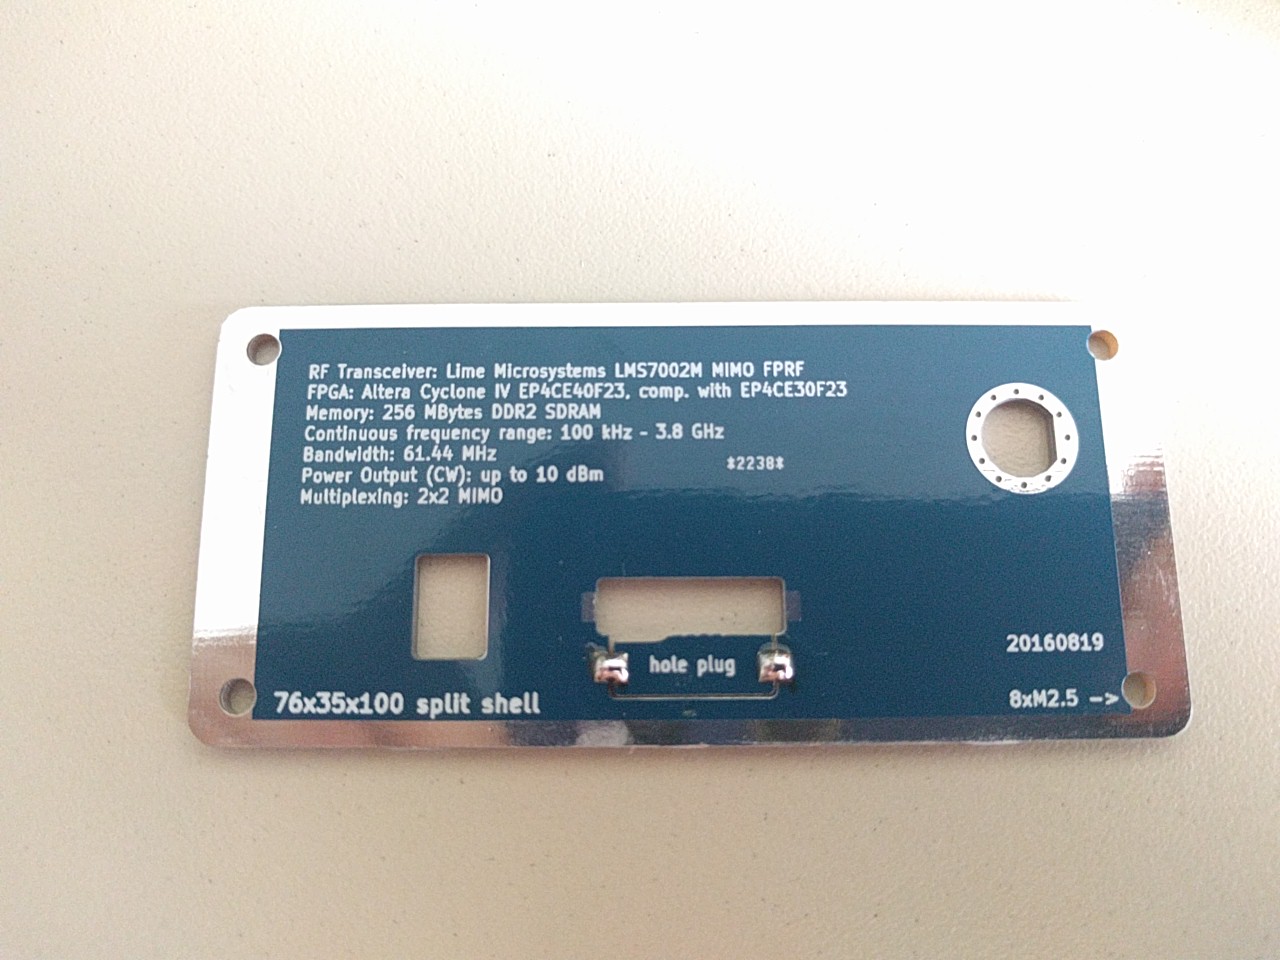 RF Transceiver: Lime Microsystems LMS7002M MIMO FPRF
FPGA: Altera Cyclone IV EP4CE40F23, comp. with EP4CE30F23
Memory: 256 MBytes DDR2 SDRAM
Continuous frequency range: 100 kHz - 3.8 GHz
Bandwidth: 61.44 MHz
*2238*
Power Output (CW): up to 10 dBm
Multiplexing: 2x2 MIMO
20160819
hole plug
76x35x100 split shell
8xM2.5 ->